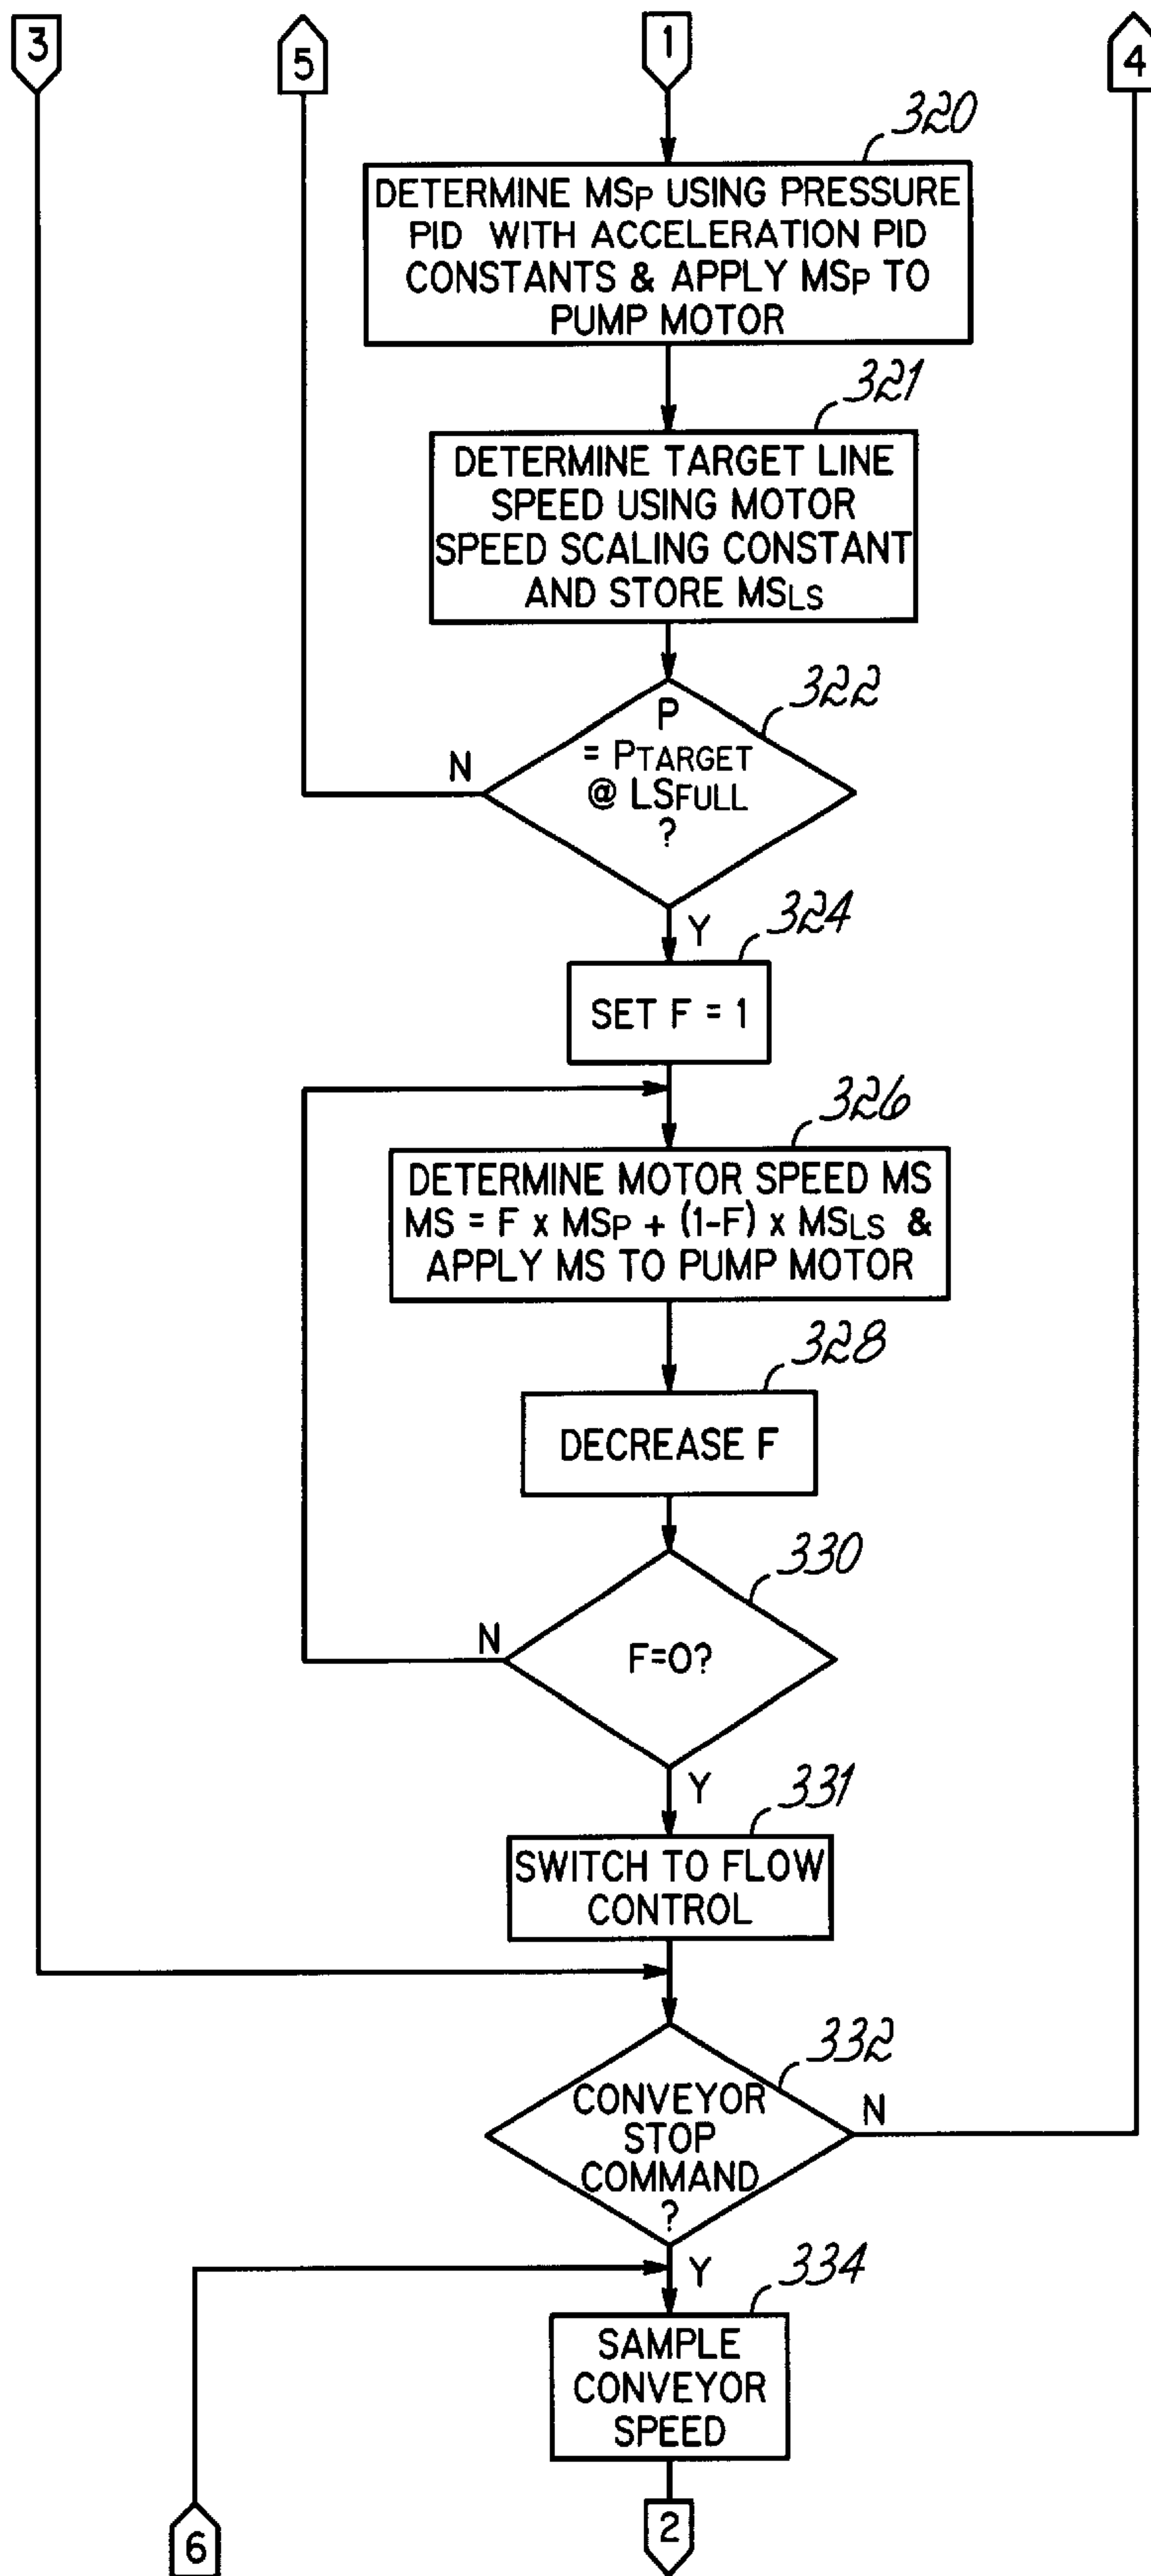 3
5
1
4
320
DETERMINE MSP USING PRESSURE
PID WITH ACCELERATION PID
CONSTANTS & APPLY MSP TO
PUMP MOTOR
321
DETERMINE TARGET LINE
SPEED USING MOTOR
SPEED SCALING CONSTANT
AND STORE MSLS
322
P
= PTARGET
@ LSFULL
?
N
Y
324
SET F = 1
326
DETERMINE MOTOR SPEED MS
MS = F x MSP + (1-F) x MSLS &
APPLY MS TO PUMP MOTOR
328
DECREASE F
330
F=0?
N
Y
331
SWITCH TO FLOW
CONTROL
332
CONVEYOR
STOP
COMMAND
?
N
Y
334
SAMPLE
CONVEYOR
SPEED
6
2